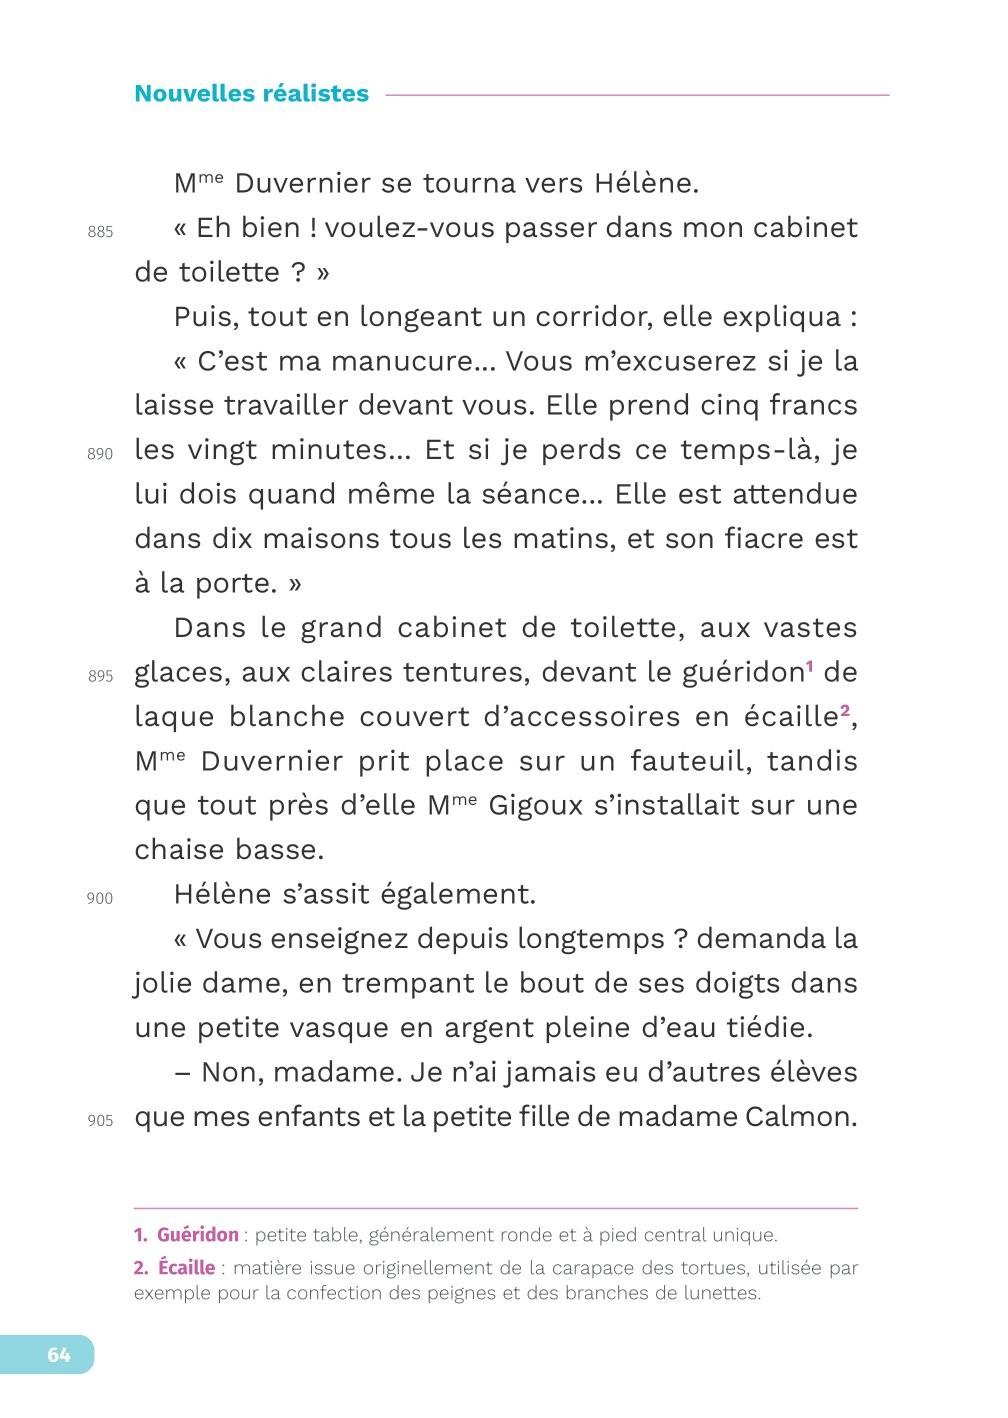 Nouvelles réalistes
Mme Duvernier se tourna vers Hélène.
885 « Eh bien ! voulez-vous passer dans mon cabinet
de toilette ? »
Puis, tout en longeant un corridor, elle expliqua :
« C’est ma manucure... Vous m’excuserez si je la
laisse travailler devant vous. Elle prend cinq francs
890 les vingt minutes... Et si je perds ce temps-là, je
lui dois quand même la séance... Elle est attendue
dans dix maisons tous les matins, et son fiacre est
à la porte. »
Dans le grand cabinet de toilette, aux vastes
895 glaces, aux claires tentures, devant le guéridon1 de
laque blanche couvert d’accessoires en écaille2,
Mme Duvernier prit place sur un fauteuil, tandis
que tout près d’elle Mme Gigoux s’installait sur une
chaise basse.
900 Hélène s’assit également.
« Vous enseignez depuis longtemps ? demanda la
jolie dame, en trempant le bout de ses doigts dans
une petite vasque en argent pleine d’eau tiédie.
– Non, madame. Je n’ai jamais eu d’autres élèves
905 que mes enfants et la petite fille de madame Calmon.
1. Guéridon : petite table, généralement ronde et à pied central unique.
2. Écaille : matière issue originellement de la carapace des tortues, utilisée par
exemple pour la confection des peignes et des branches de lunettes.
64